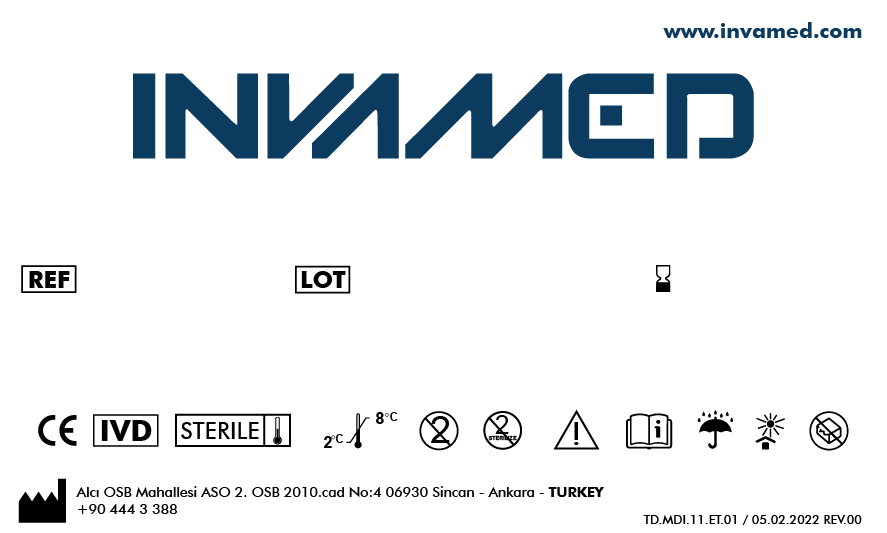 www.invamed.com
INVAMED
REF LOT
CE IVD STERILE 2°C 8°C 2 2 STERILIZE ! i
Alcı OSB Mahallesi ASO 2. OSB 2010.cad No:4 06930 Sincan - Ankara - TURKEY
+90 444 3 388
TD.MDI.11.ET.01 / 05.02.2022 REV.00